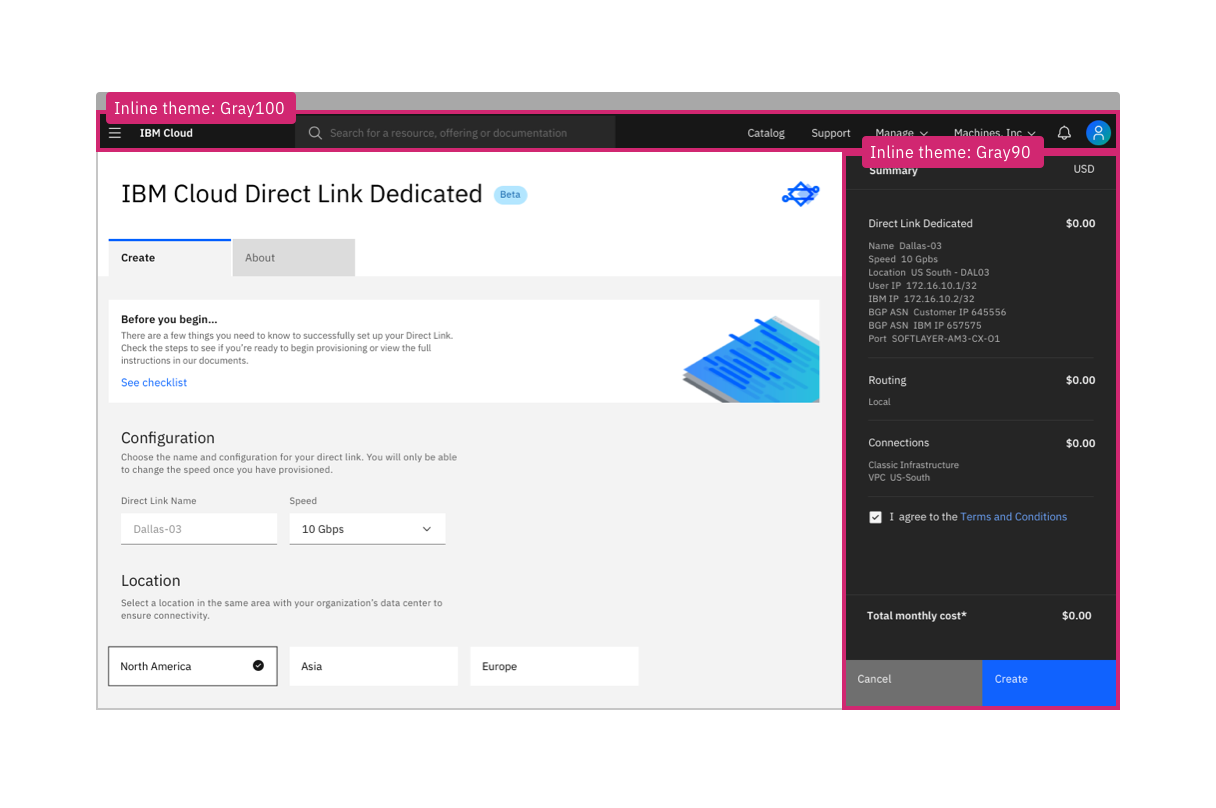 Inline theme: Gray100
IBM Cloud
Search for a resource, offering or documentation
Catalog
Support
Manage
Machines, Inc
Inline theme: Gray90
IBM Cloud Direct Link Dedicated
Beta
Create
About
Before you begin...
There are a few things you need to know to successfully set up your Direct Link.
Check the steps to see if you're ready to begin provisioning or view the full
instructions in our documents.
See checklist
Configuration
Choose the name and configuration for your direct link. You will only be able
to change the speed once you have provisioned.
Direct Link Name
Speed
Dallas-03
10 Gbps
Location
Select a location in the same area with your organization's data center to
ensure connectivity.
North America
Asia
Europe
Summary
USD
Direct Link Dedicated
$0.00
Name Dallas-03
Speed 10 Gpbs
Location US South - DAL03
User IP 172.16.10.1/32
IBM IP 172.16.10.2/32
BGP ASN Customer IP 645556
BGP ASN IBM IP 657575
Port SOFTLAYER-AM3-CX-O1
Routing
$0.00
Local
Connections
$0.00
Classic Infrastructure
VPC US-South
I agree to the Terms and Conditions
Total monthly cost*
$0.00
Cancel
Create